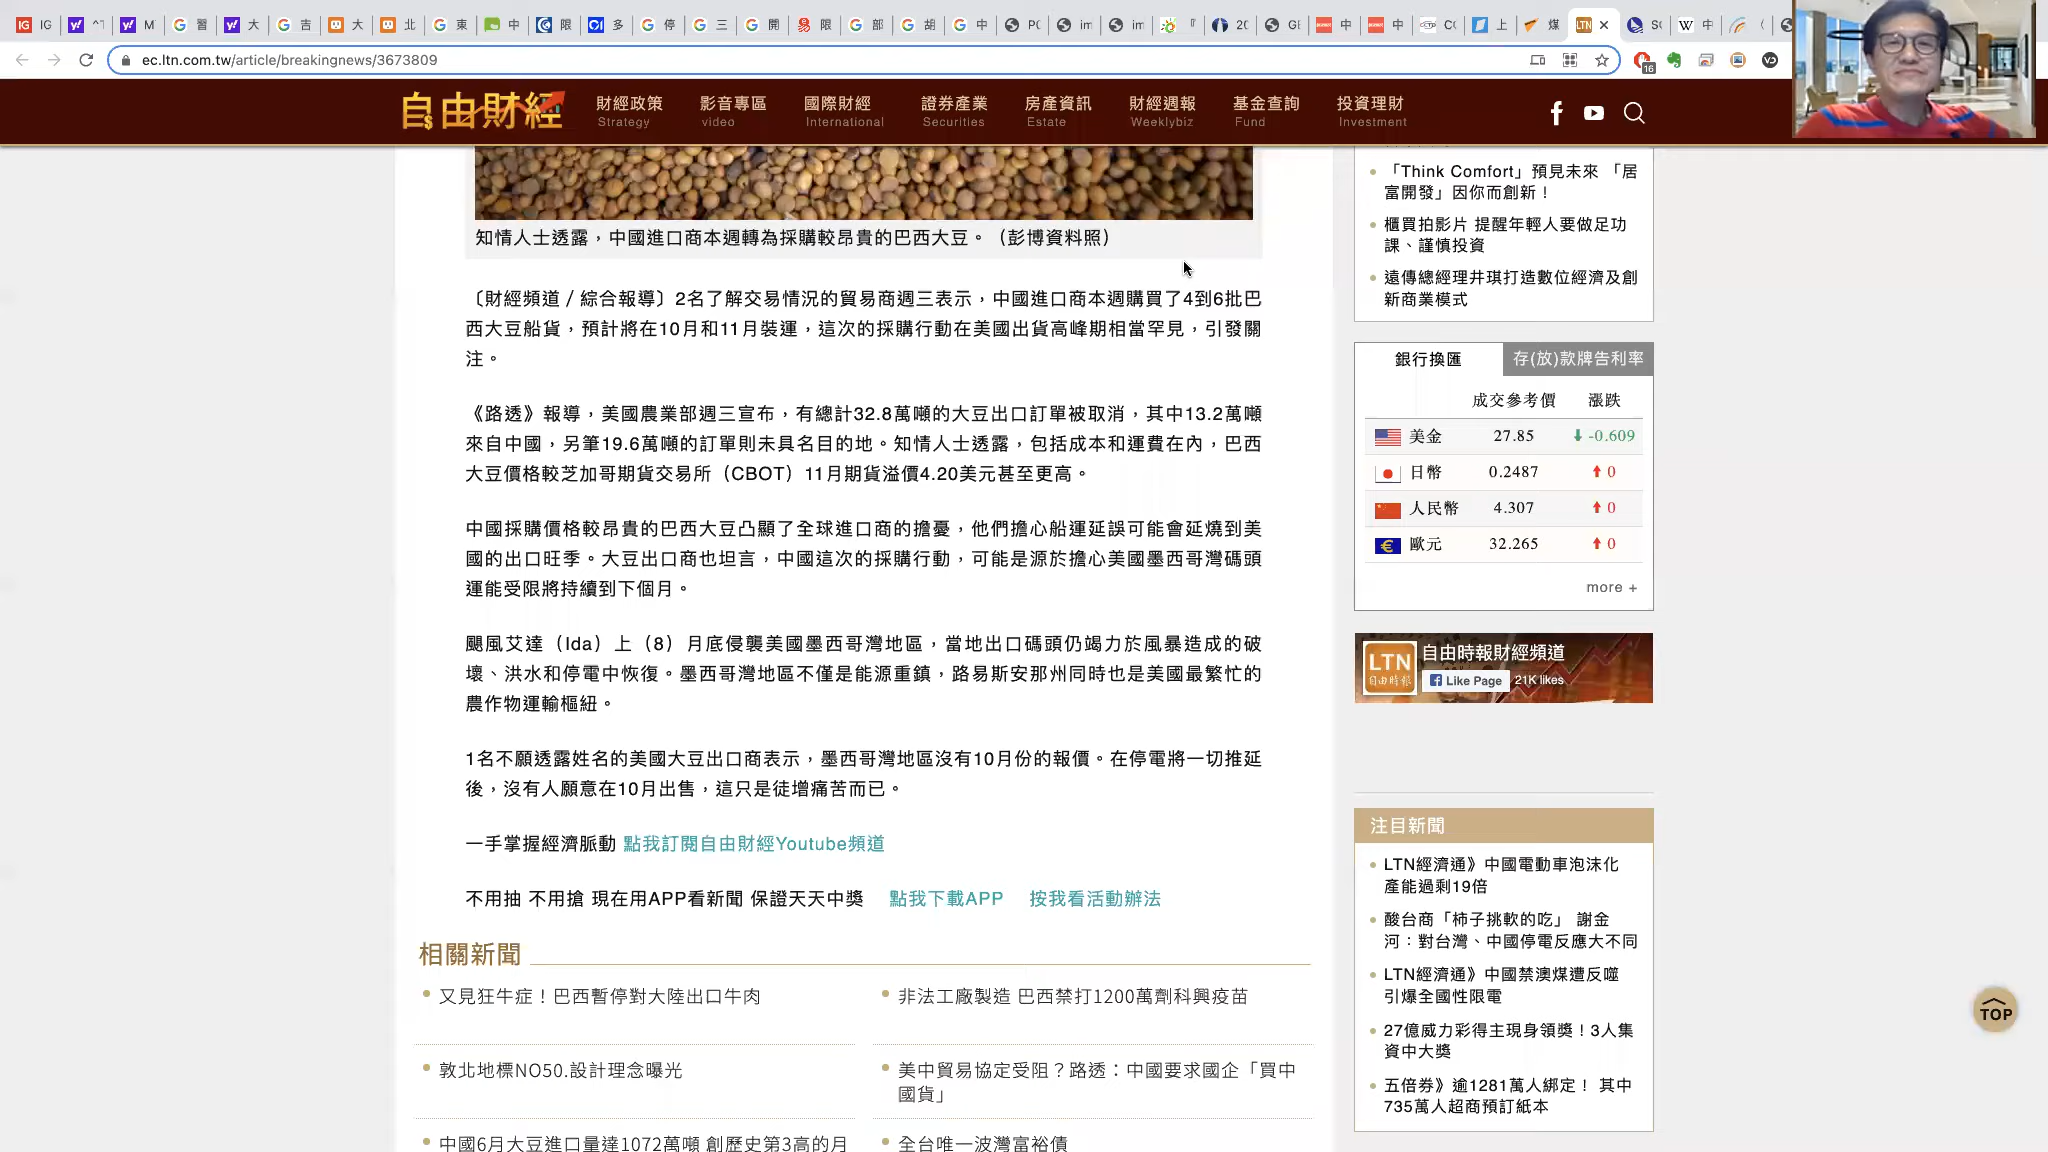 IG
^T
M
習
大
吉
大
北
東
中
限
多
停
三
開
限
部
胡
中
PC
im
im
『
20
GE
中
中
CC
上
煤
SC
中
(
ec.ltn.com.tw/article/breakingnews/3673809
16
自由財經
財經政策
Strategy
影音專區
video
國際財經
International
證券產業
Securities
房產資訊
Estate
財經週報
Weeklybiz
基金查詢
Fund
投資理財
Investment
知情人士透露，中國進口商本週轉為採購較昂貴的巴西大豆。（彭博資料照）
〔財經頻道／綜合報導〕2名了解交易情況的貿易商週三表示，中國進口商本週購買了4到6批巴
西大豆船貨，預計將在10月和11月裝運，這次的採購行動在美國出貨高峰期相當罕見，引發關
注。
《路透》報導，美國農業部週三宣布，有總計32.8萬噸的大豆出口訂單被取消，其中13.2萬噸
來自中國，另筆19.6萬噸的訂單則未具名目的地。知情人士透露，包括成本和運費在內，巴西
大豆價格較芝加哥期貨交易所（CBOT）11月期貨溢價4.20美元甚至更高。
中國採購價格較昂貴的巴西大豆凸顯了全球進口商的擔憂，他們擔心船運延誤可能會延燒到美
國的出口旺季。大豆出口商也坦言，中國這次的採購行動，可能是源於擔心美國墨西哥灣碼頭
運能受限將持續到下個月。
颶風艾達（Ida）上（8）月底侵襲美國墨西哥灣地區，當地出口碼頭仍竭力於風暴造成的破
壞、洪水和停電中恢復。墨西哥灣地區不僅是能源重鎮，路易斯安那州同時也是美國最繁忙的
農作物運輸樞紐。
1名不願透露姓名的美國大豆出口商表示，墨西哥灣地區沒有10月份的報價。在停電將一切推延
後，沒有人願意在10月出售，這只是徒增痛苦而已。
一手掌握經濟脈動 點我訂閱自由財經Youtube頻道
不用抽 不用搶 現在用APP看新聞 保證天天中獎 點我下載APP 按我看活動辦法
相關新聞
又見狂牛症！巴西暫停對大陸出口牛肉
非法工廠製造 巴西禁打1200萬劑科興疫苗
敦北地標NO50.設計理念曝光
美中貿易協定受阻？路透：中國要求國企「買中
國貨」
中國6月大豆進口量達1072萬噸 創歷史第3高的月
全台唯一波灣富裕債
「Think Comfort」預見未來 「居
富開發」因你而創新！
櫃買拍影片 提醒年輕人要做足功
課、謹慎投資
遠傳總經理井琪打造數位經濟及創
新商業模式
銀行換匯
存(放)款牌告利率
成交參考價 漲跌
美金 27.85 -0.609
日幣 0.2487 0
人民幣 4.307 0
歐元 32.265 0
more +
LTN
自由時報
自由時報財經頻道
Like Page 21K likes
注目新聞
LTN經濟通》中國電動車泡沫化
產能過剩19倍
酸台商「柿子挑軟的吃」 謝金
河：對台灣、中國停電反應大不同
LTN經濟通》中國禁澳煤遭反噬
引爆全國性限電
27億威力彩得主現身領獎！3人集
資中大獎
五倍券》逾1281萬人綁定！ 其中
735萬人超商預訂紙本
TOP